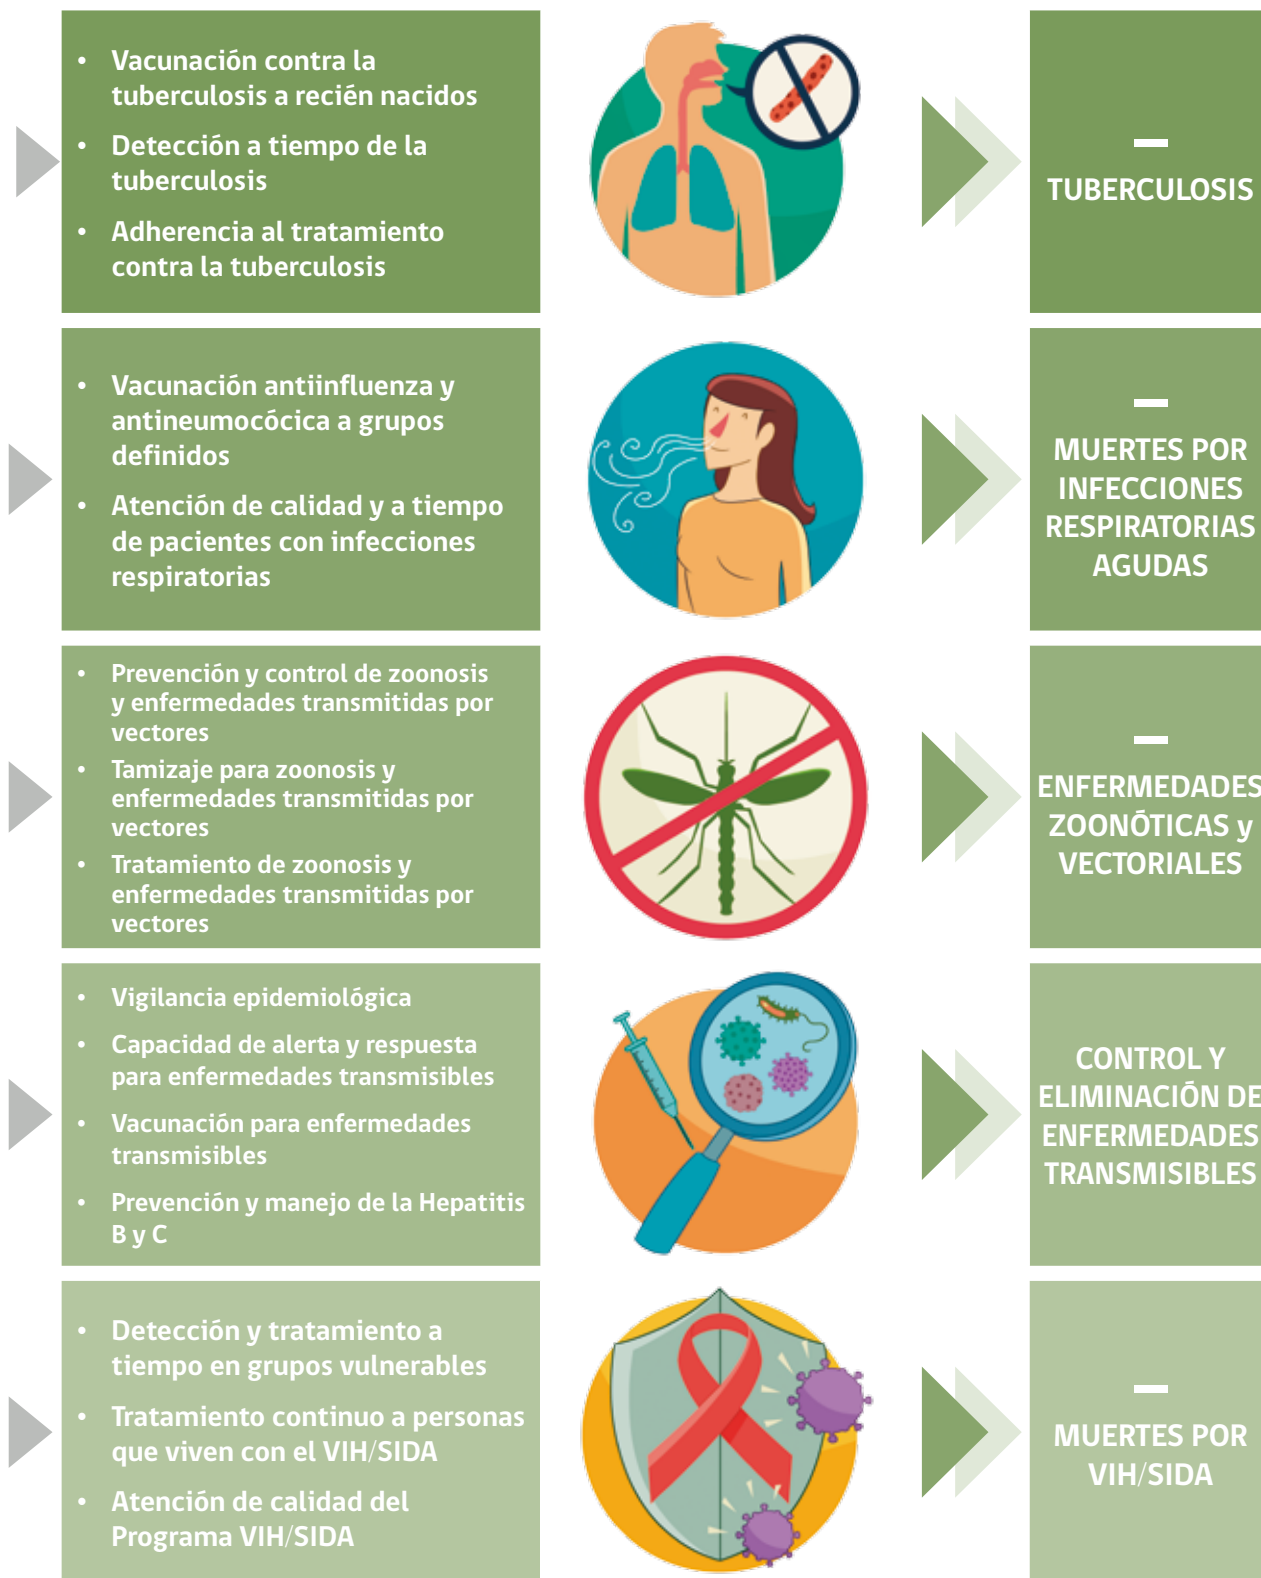 • Vacunación contra la
tuberculosis a recién nacidos
• Detección a tiempo de la
tuberculosis
• Adherencia al tratamiento
contra la tuberculosis
–
TUBERCULOSIS
• Vacunación antiinfluenza y
antineumocócica a grupos
definidos
• Atención de calidad y a tiempo
de pacientes con infecciones
respiratorias
–
MUERTES POR
INFECCIONES
RESPIRATORIAS
AGUDAS
• Prevención y control de zoonosis
y enfermedades transmitidas por
vectores
• Tamizaje para zoonosis y
enfermedades transmitidas por
vectores
• Tratamiento de zoonosis y
enfermedades transmitidas por
vectores
–
ENFERMEDADES
ZOONÓTICAS y
VECTORIALES
• Vigilancia epidemiológica
• Capacidad de alerta y respuesta
para enfermedades transmisibles
• Vacunación para enfermedades
transmisibles
• Prevención y manejo de la Hepatitis
B y C
CONTROL Y
ELIMINACIÓN DE
ENFERMEDADES
TRANSMISIBLES
• Detección y tratamiento a
tiempo en grupos vulnerables
• Tratamiento continuo a personas
que viven con el VIH/SIDA
• Atención de calidad del
Programa VIH/SIDA
–
MUERTES POR
VIH/SIDA